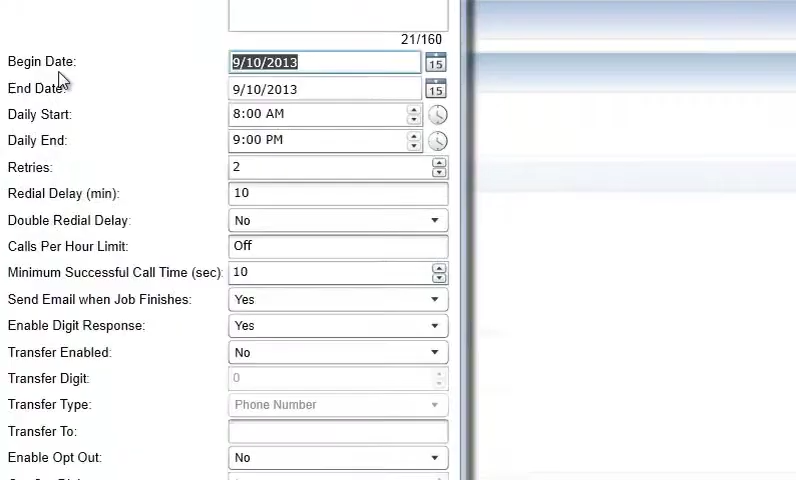 21/160
Begin Date: 9/10/2013 15
End Date: 9/10/2013 15
Daily Start: 8:00 AM
Daily End: 9:00 PM
Retries: 2
Redial Delay (min): 10
Double Redial Delay: No
Calls Per Hour Limit: Off
Minimum Successful Call Time (sec): 10
Send Email when Job Finishes: Yes
Enable Digit Response: Yes
Transfer Enabled: No
Transfer Digit: 0
Transfer Type: Phone Number
Transfer To:
Enable Opt Out: No